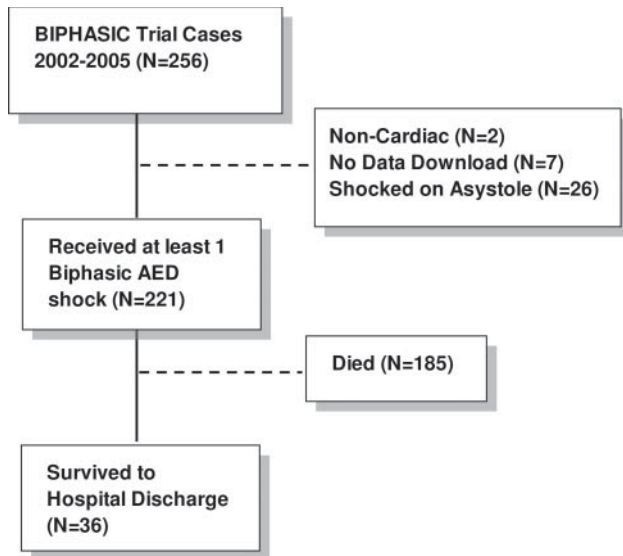 BIPHASIC Trial Cases
2002-2005 (N=256)
Non-Cardiac (N=2)
No Data Download (N=7)
Shocked on Asystole (N=26)
Received at least 1
Biphasic AED
shock (N=221)
Died (N=185)
Survived to
Hospital Discharge
(N=36)